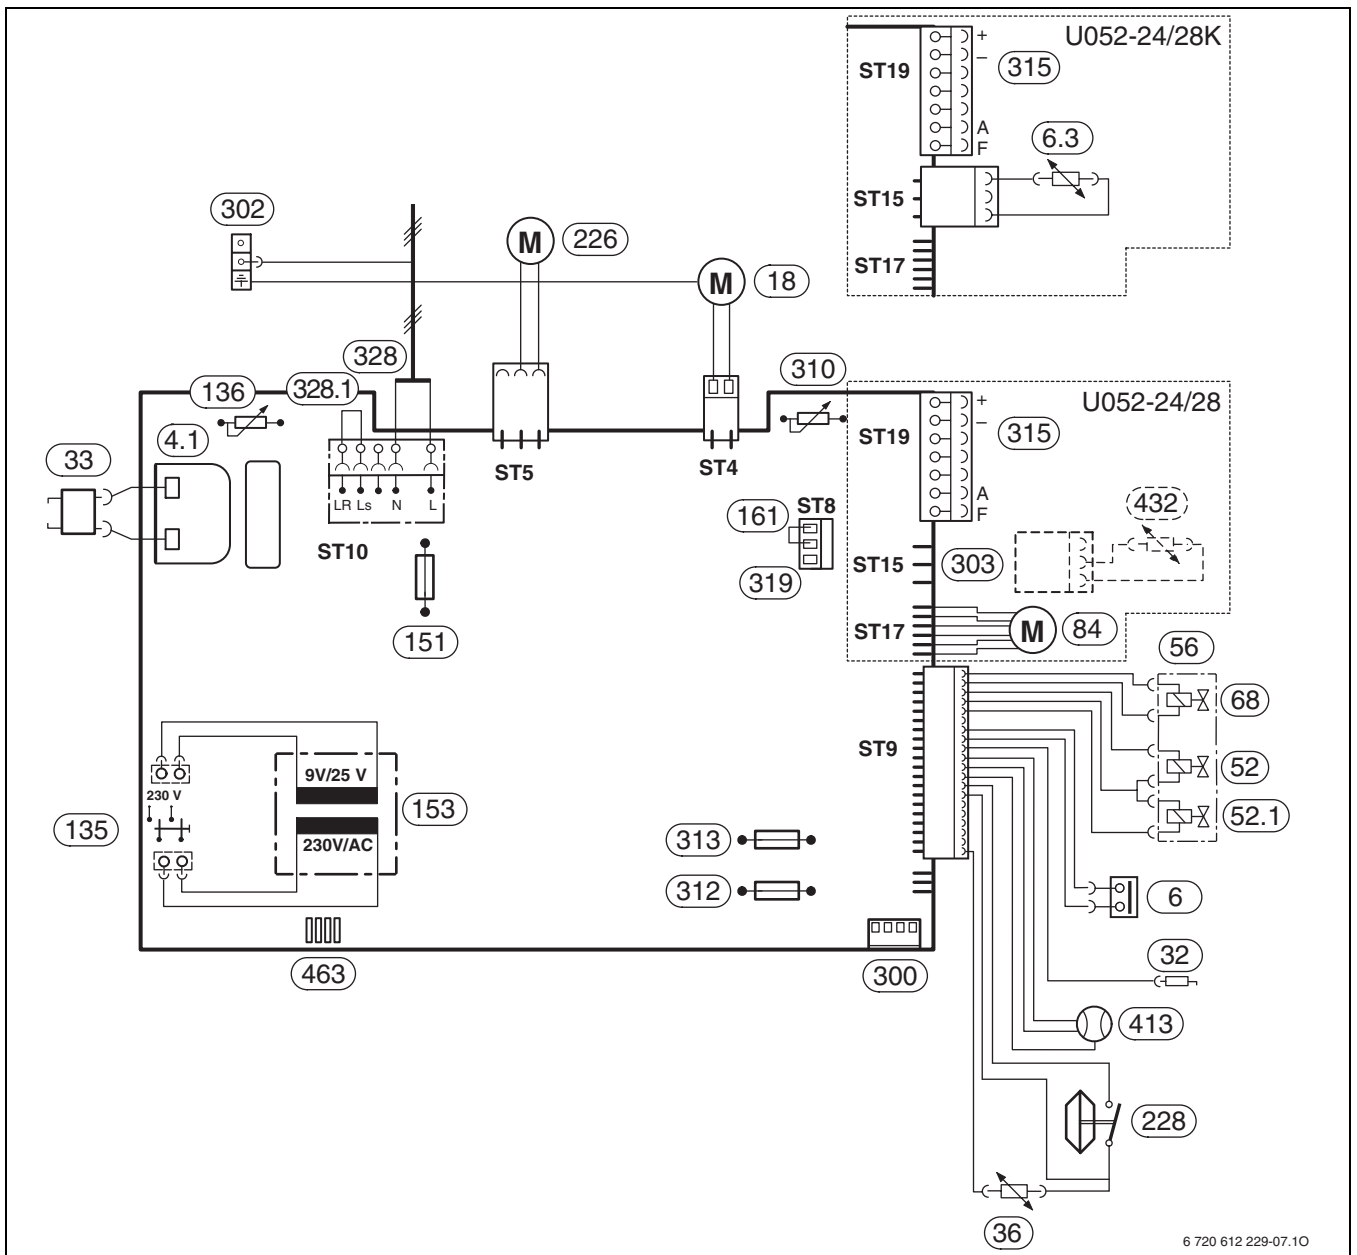 U052-24/28K
+
–
ST19
315
A
F
6.3
ST15
ST17
302
M
226
M
18
328
310
136
328.1
4.1
33
LR Ls N L
ST10
ST5
ST4
151
U052-24/28
+
–
ST19
315
A
F
161
ST8
432
ST15
303
319
ST17
M
84
56
68
ST9
52
52.1
9V/25 V
230 V
153
135
230V/AC
313
312
6
463
300
32
413
228
36
6 720 612 229-07.1O